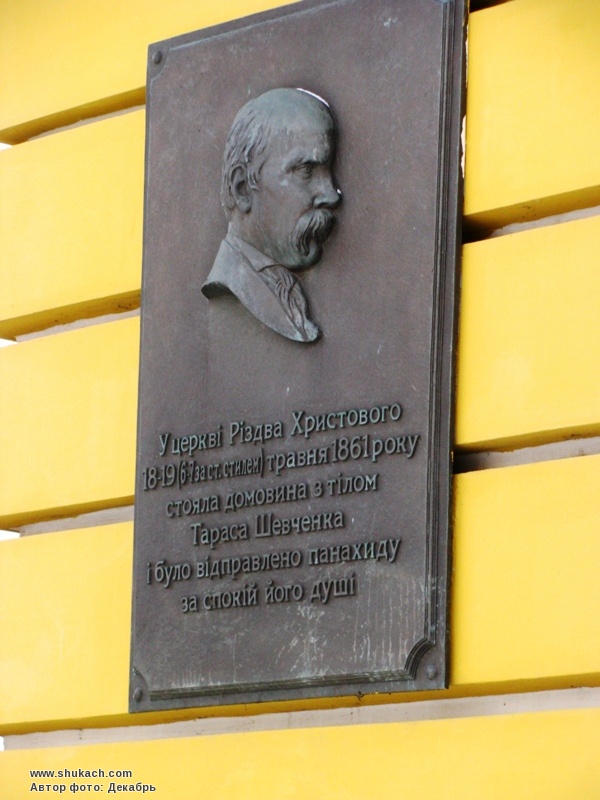 У церкві Різдва Христового
18-19 (6-7 за ст. стилем) травня 1861 року
стояла домовина з тілом
Тараса Шевченка
і було відправлено панахиду
за спокій його душі
www.shukach.com
Автор фото: Декабрь